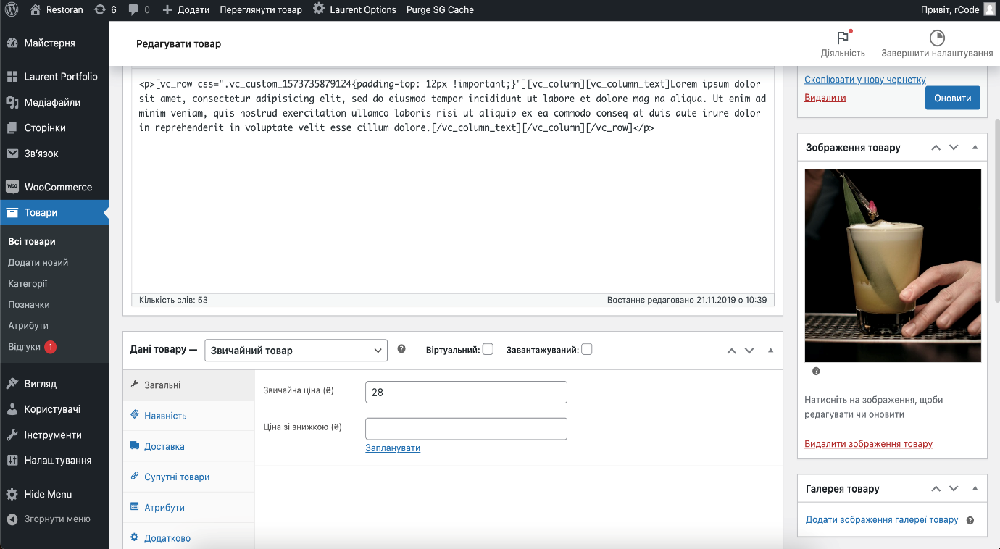 Restoran 6 0 Додати Переглянути товар Laurent Options Purge SG Cache Привіт, rCode
Майстерня
Laurent Portfolio
Медіафайли
Сторінки
Зв'язок
WooCommerce
Товари
Всі товари
Додати новий
Категорії
Позначки
Атрибути
Відгуки 1
Вигляд
Користувачі
Інструменти
Налаштування
Hide Menu
Згорнути меню
Редагувати товар
Діяльність
Завершити налаштування
<p>[vc_row css=".vc_custom_1573735879124{padding-top: 12px !important;}"][vc_column][vc_column_text]Lorem ipsum dolor
sit amet, consectetur adipisicing elit, sed do eiusmod tempor incididunt ut labore et dolore mag na aliqua. Ut enim ad
minim veniam, quis nostrud exercitation ullamco laboris nisi ut aliquip ex ea commodo conseq at duis aute irure dolor
in reprehenderit in voluptate velit esse cillum dolore.[/vc_column_text][/vc_column][/vc_row]</p>
Кількість слів: 53
Востаннє редаговано 21.11.2019 о 10:39
Дані товару — Звичайний товар Віртуальний: Завантажуваний:
Загальні
Наявність
Доставка
Супутні товари
Атрибути
Додатково
Звичайна ціна (₴) 28
Ціна зі знижкою (₴)
Запланувати
Скопіювати у нову чернетку
Видалити
Оновити
Зображення товару
Натисніть на зображення, щоби
редагувати чи оновити
Видалити зображення товару
Галерея товару
Додати зображення галереї товару